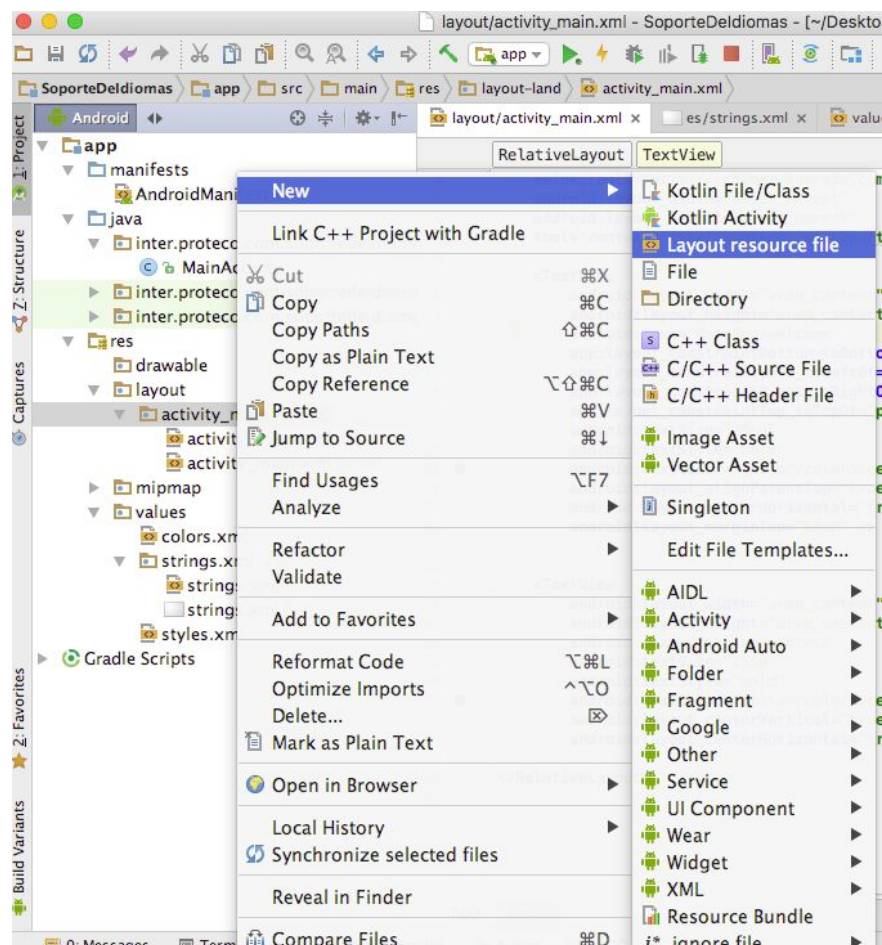 layout/activity_main.xml - SoporteDeIdiomas - [~/Deskto
app
SoporteDeIdiomas
app
src
main
res
layout-land
activity_main.xml
Android
layout/activity_main.xml
es/strings.xml
valu
RelativeLayout
TextView
1: Project
Z: Structure
Captures
2: Favorites
Build Variants
app
manifests
AndroidMani
java
inter.proteco
MainAc
inter.proteco
inter.proteco
res
drawable
layout
activity_m
activit
activit
mipmap
values
colors.xm
strings.xm
string
string
styles.xm
Gradle Scripts
New
Link C++ Project with Gradle
Cut ⌘X
Copy ⌘C
Copy Paths ⇧⌘C
Copy as Plain Text
Copy Reference ⌥⇧⌘C
Paste ⌘V
Jump to Source ⌘↓
Find Usages ⌥F7
Analyze
Refactor
Validate
Add to Favorites
Reformat Code ⌥⌘L
Optimize Imports ^⌥O
Delete... ⌦
Mark as Plain Text
Open in Browser
Local History
Synchronize selected files
Reveal in Finder
Compare Files ⌘D
Kotlin File/Class
Kotlin Activity
Layout resource file
File
Directory
C++ Class
C/C++ Source File
C/C++ Header File
Image Asset
Vector Asset
Singleton
Edit File Templates...
AIDL
Activity
Android Auto
Folder
Fragment
Google
Other
Service
UI Component
Wear
Widget
XML
Resource Bundle
.ignore file
0: Messages
Term